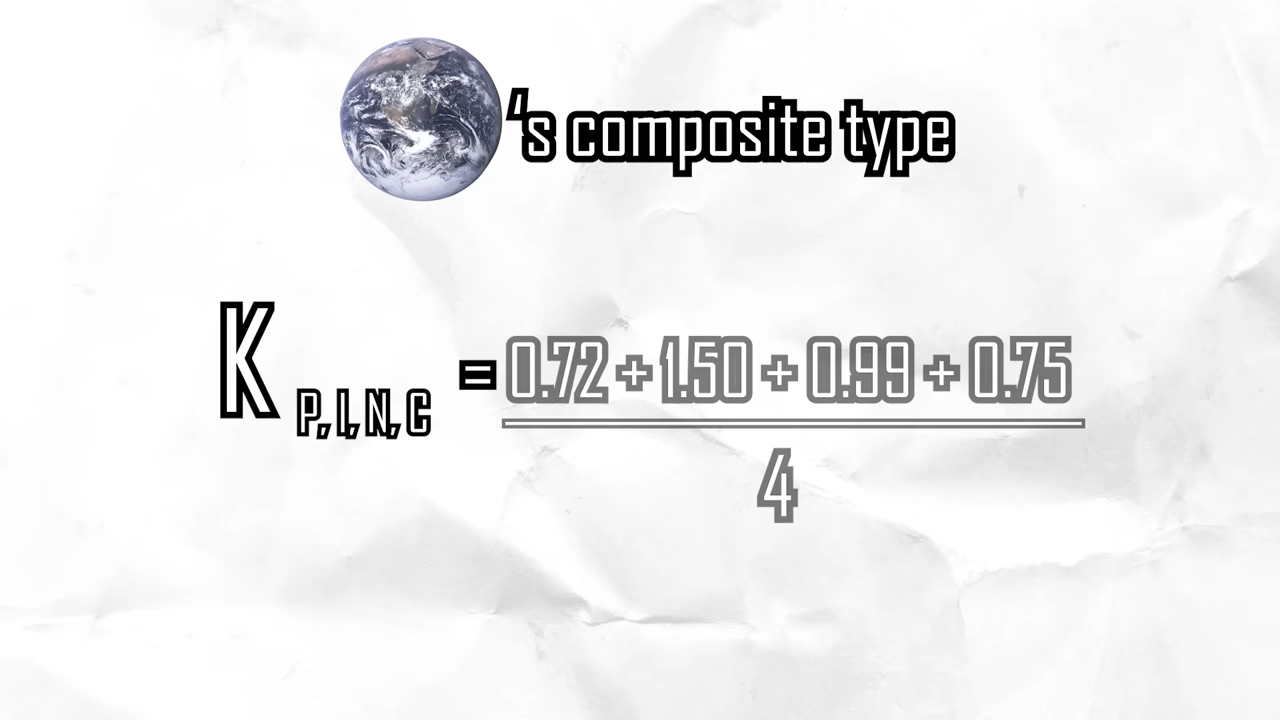 's composite type
K P, I, N, C = 0.72 + 1.50 + 0.99 + 0.75
4